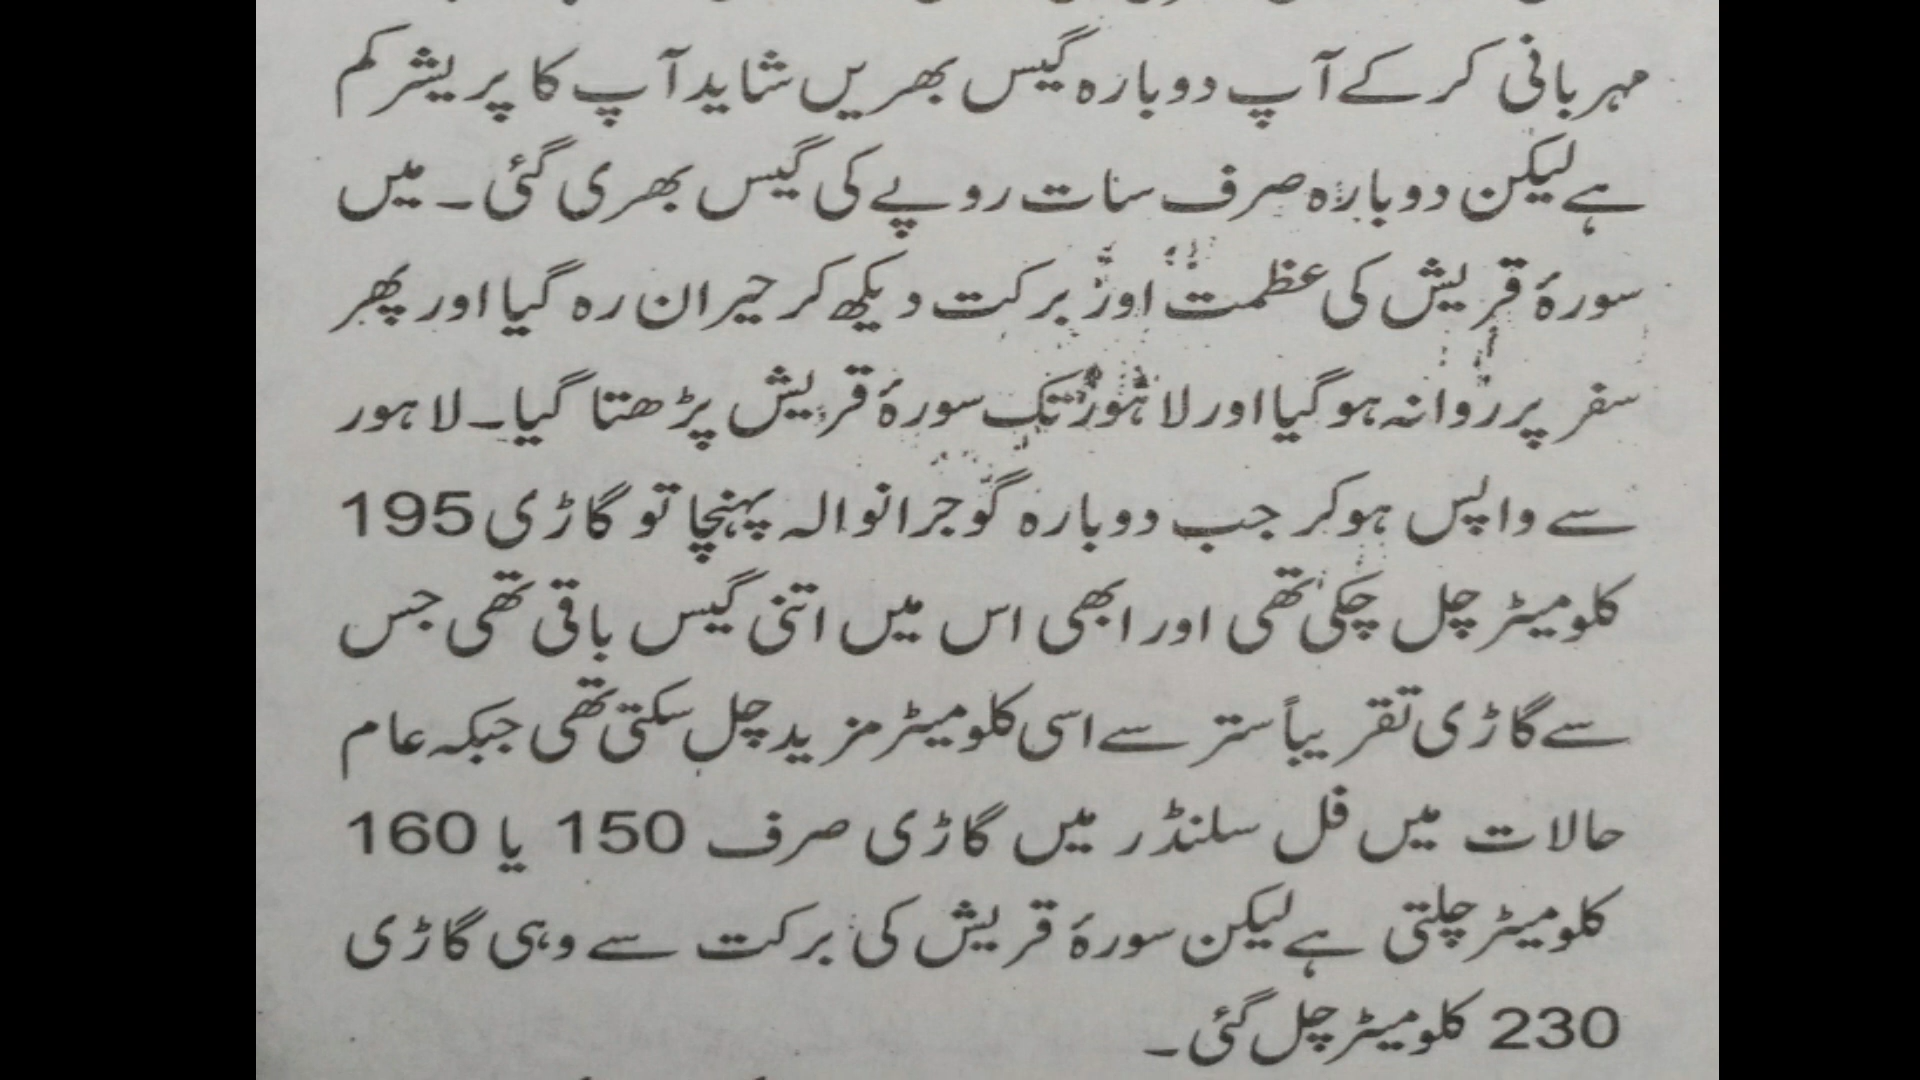 مہربانی کر کے آپ دوبارہ گیس بھریں شاید آپ کا پریشر کم
ہے لیکن دوبارہ صرف سات روپے کی گیس بھری گئی۔ میں
سورۂ قریش کی عظمت اور برکت دیکھ کر حیران رہ گیا اور پھر
سفر پر روانہ ہو گیا اور لاہور تک سورۂ قریش پڑھتا گیا۔ لاہور
سے واپس ہو کر جب دوبارہ گوجرانوالہ پہنچا تو گاڑی 195
کلومیٹر چل چکی تھی اور ابھی اس میں اتنی گیس باقی تھی جس
سے گاڑی تقریباً ستر سے اسی کلومیٹر مزید چل سکتی تھی جبکہ عام
حالات میں فل سلنڈر میں گاڑی صرف 150 یا 160
کلومیٹر چلتی ہے لیکن سورۂ قریش کی برکت سے وہی گاڑی
230 کلومیٹر چل گئی۔